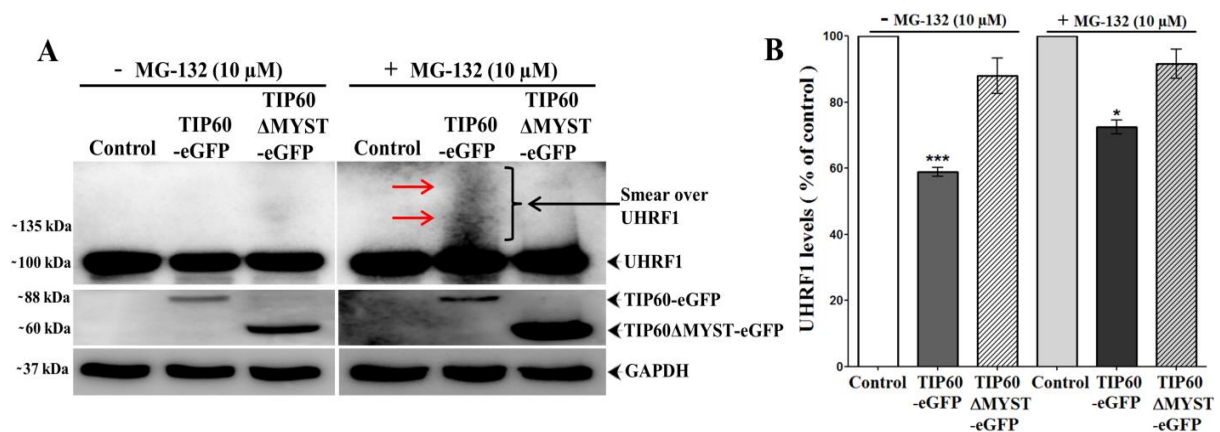 A
- MG-132 (10 µM)
+ MG-132 (10 µM)
Control
TIP60
-eGFP
TIP60
ΔMYST
-eGFP
Control
TIP60
-eGFP
TIP60
ΔMYST
-eGFP
Smear over
UHRF1
-135 kDa
-100 kDa
UHRF1
-88 kDa
TIP60-eGFP
-60 kDa
TIP60ΔMYST-eGFP
-37 kDa
GAPDH
B
- MG-132 (10 µM)
+ MG-132 (10 µM)
UHRF1 levels ( % of control)
100
80
60
40
20
0
***
*
Control
TIP60
-eGFP
TIP60
ΔMYST
-eGFP
Control
TIP60
-eGFP
TIP60
ΔMYST
-eGFP